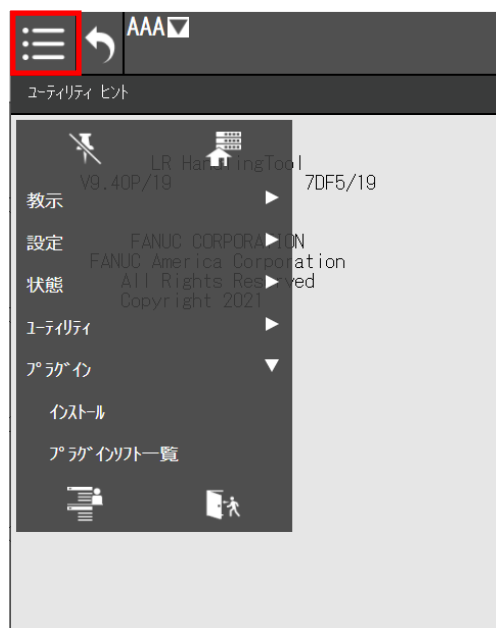 AAA
ユーティリティ ヒント
LR HandlingTool
V9.40P/19 7DF5/19
教示
設定
FANUC CORPORATION
FANUC America Corporation
状態
All Rights Reserved
Copyright 2021
ユーティリティ
プラグイン
インストール
プラグインソフト一覧